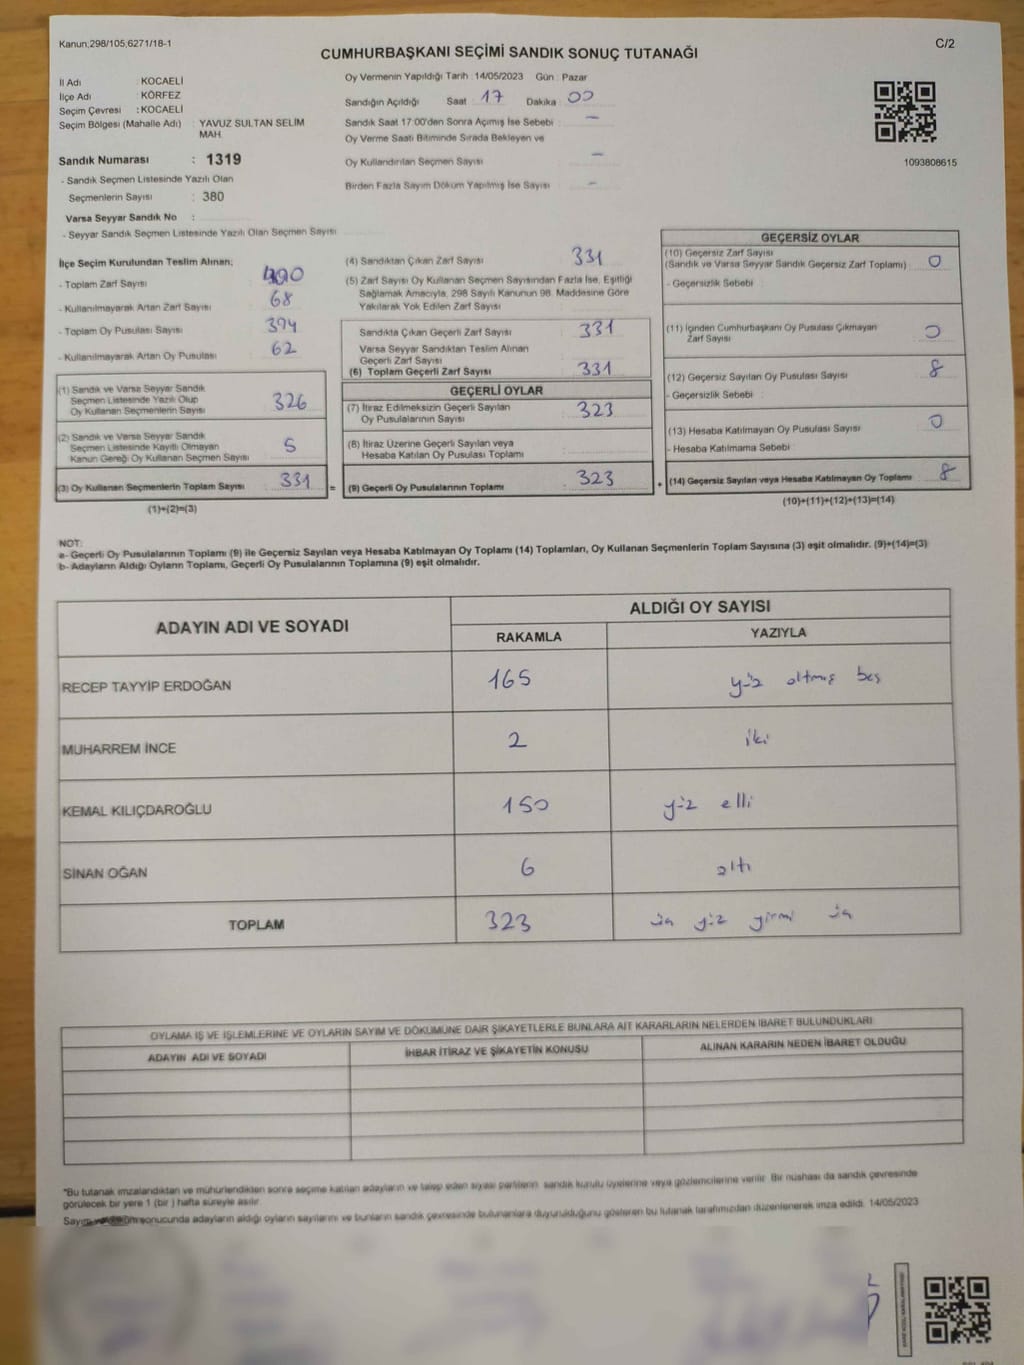 Kanun;298/105;6271/18-1
C/2
CUMHURBAŞKANI SEÇİMİ SANDIK SONUÇ TUTANAĞI
İl Adı : KOCAELİ
İlçe Adı : KÖRFEZ
Seçim Çevresi : KOCAELİ
Seçim Bölgesi (Mahalle Adı) : YAVUZ SULTAN SELİM MAH.
Sandık Numarası : 1319
- Sandık Seçmen Listesinde Yazılı Olan
Seçmenlerin Sayısı : 380
Varsa Seyyar Sandık No :
- Seyyar Sandık Seçmen Listesinde Yazılı Olan Seçmen Sayısı
Oy Vermenin Yapıldığı Tarih : 14/05/2023 Gün : Pazar
Sandığın Açıldığı Saat : 17 Dakika : 00
Sandık Saat 17:00'den Sonra Açımış İse Sebebi : -
Oy Verme Saati Bitiminde Sırada Bekleyen ve
Oy Kullandırılan Seçmen Sayısı : -
Birden Fazla Sayım Döküm Yapılmış İse Sayısı : -
1093808615
İlçe Seçim Kurulundan Teslim Alınan;
- Toplam Zarf Sayısı :
- Kullanılmayarak Artan Zarf Sayısı : 68
- Toplam Oy Pusulası Sayısı : 394
- Kullanılmayarak Artan Oy Pusulası : 62
(1) Sandık ve Varsa Seyyar Sandık
Seçmen Listesinde Yazılı Olup
Oy Kullanan Seçmenlerin Sayısı : 326
(2) Sandık ve Varsa Seyyar Sandık
Seçmen Listesinde Kayıtlı Olmayan
Kanun Gereği Oy Kullanan Seçmen Sayısı : 5
(3) Oy Kullanan Seçmenlerin Toplam Sayısı : 331 =
(1)+(2)=(3)
(4) Sandıktan Çıkan Zarf Sayısı : 331
(5) Zarf Sayısı Oy Kullanan Seçmen Sayısından Fazla İse, Eşitliği
Sağlamak Amacıyla, 298 Sayılı Kanunun 98. Maddesine Göre
Yakılarak Yok Edilen Zarf Sayısı :
Sandıkta Çıkan Geçerli Zarf Sayısı : 331
Varsa Seyyar Sandıktan Teslim Alınan
Geçerli Zarf Sayısı :
(6) Toplam Geçerli Zarf Sayısı : 331
GEÇERLİ OYLAR
(7) İtiraz Edilmeksizin Geçerli Sayılan
Oy Pusulalarının Sayısı : 323
(8) İtiraz Üzerine Geçerli Sayılan veya
Hesaba Katılan Oy Pusulası Toplamı :
(9) Geçerli Oy Pusulalarının Toplamı : 323 +
GEÇERSİZ OYLAR
(10) Geçersiz Zarf Sayısı
(Sandık ve Varsa Seyyar Sandık Geçersiz Zarf Toplamı) : 0
- Geçersizlik Sebebi :
(11) İçinden Cumhurbaşkanı Oy Pusulası Çıkmayan
Zarf Sayısı : 0
(12) Geçersiz Sayılan Oy Pusulası Sayısı : 8
- Geçersizlik Sebebi :
(13) Hesaba Katılmayan Oy Pusulası Sayısı : 0
- Hesaba Katılmama Sebebi :
(14) Geçersiz Sayılan veya Hesaba Katılmayan Oy Toplamı : 8
(10)+(11)+(12)+(13)=(14)
NOT:
a- Geçerli Oy Pusulalarının Toplamı (9) ile Geçersiz Sayılan veya Hesaba Katılmayan Oy Toplamı (14) Toplamları, Oy Kullanan Seçmenlerin Toplam Sayısına (3) eşit olmalıdır. (9)+(14)=(3)
b- Adayların Aldığı Oyların Toplamı, Geçerli Oy Pusulalarının Toplamına (9) eşit olmalıdır.
ADAYIN ADI VE SOYADI
ALDIĞI OY SAYISI
RAKAMLA YAZIYLA
RECEP TAYYİP ERDOĞAN 165 yüz altmış beş
MUHARREM İNCE 2 iki
KEMAL KILIÇDAROĞLU 150 yüz elli
SİNAN OĞAN 6 altı
TOPLAM 323 üç yüz yirmi üç
OYLAMA İŞ VE İŞLEMLERİNE VE OYLARIN SAYIM VE DÖKÜMÜNE DAİR ŞİKAYETLERLE BUNLARA AİT KARARLARIN NELERDEN İBARET BULUNDUKLARI
ADAYIN ADI VE SOYADI İHBAR İTİRAZ VE ŞİKAYETİN KONUSU ALINAN KARARIN NEDEN İBARET OLDUĞU
*Bu tutanak imzalandıktan ve mühürlendikten sonra seçime katılan adayların ve talep eden siyasi partilerin sandık kurulu üyelerine veya gözlemcilerine verilir. Bir nüshası da sandık çevresinde
görülecek bir yere 1 (bir) hafta süreyle asılır.
Sayım sonucunda adayların aldığı oyların sayılarını ve bunların sandık çevresinde bulunanlara duyurulduğunu gösteren bu tutanak tarafımızdan düzenlenerek imza edildi. 14/05/2023